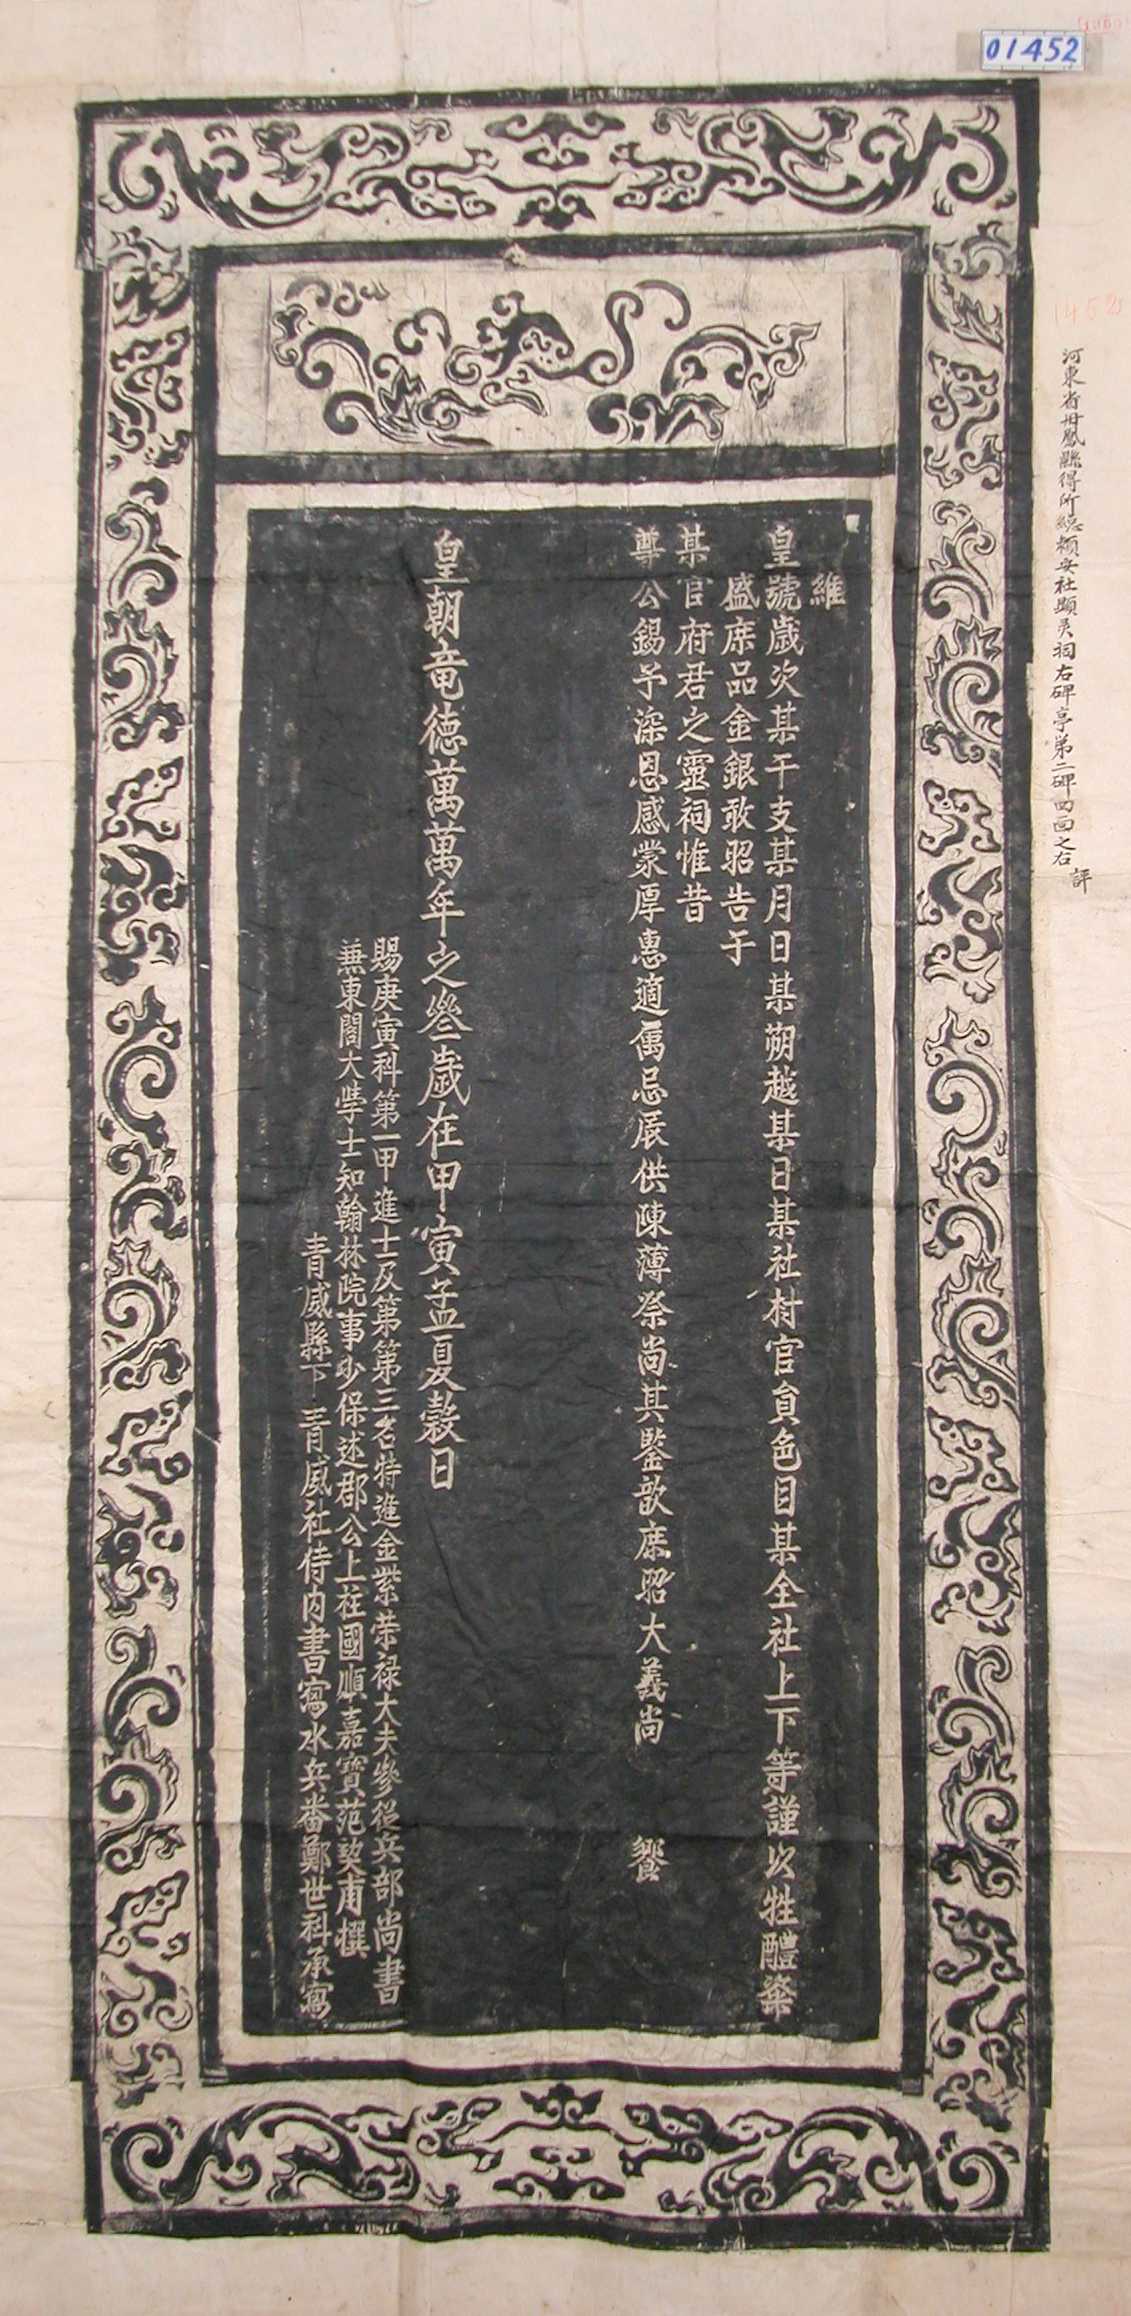 01452
1452
河東省丹鳳縣得所總賴安社顯灵祠右碑亭第二碑四面之右
評
維
皇號歲次某干支某月日某朔越某日某社村官員色目某全社上下等謹以牲醴粢
盛庶品金銀敢昭告于
某官府君之靈祠惟昔
尊公錫予深恩感蒙厚惠適属忌辰供陳薄祭尚其鑒歆庶昭大義尚 饗
皇朝竜德萬萬年之叄歲在甲寅孟夏穀日
賜庚寅科第一甲進士及第第三名特進金紫荣禄大夫參從兵部尚書
兼東閣大學士知翰林院事少保述郡公上柱國順嘉寶范契甫撰
青威縣下青威社侍内書寫水兵番鄭世科承寫